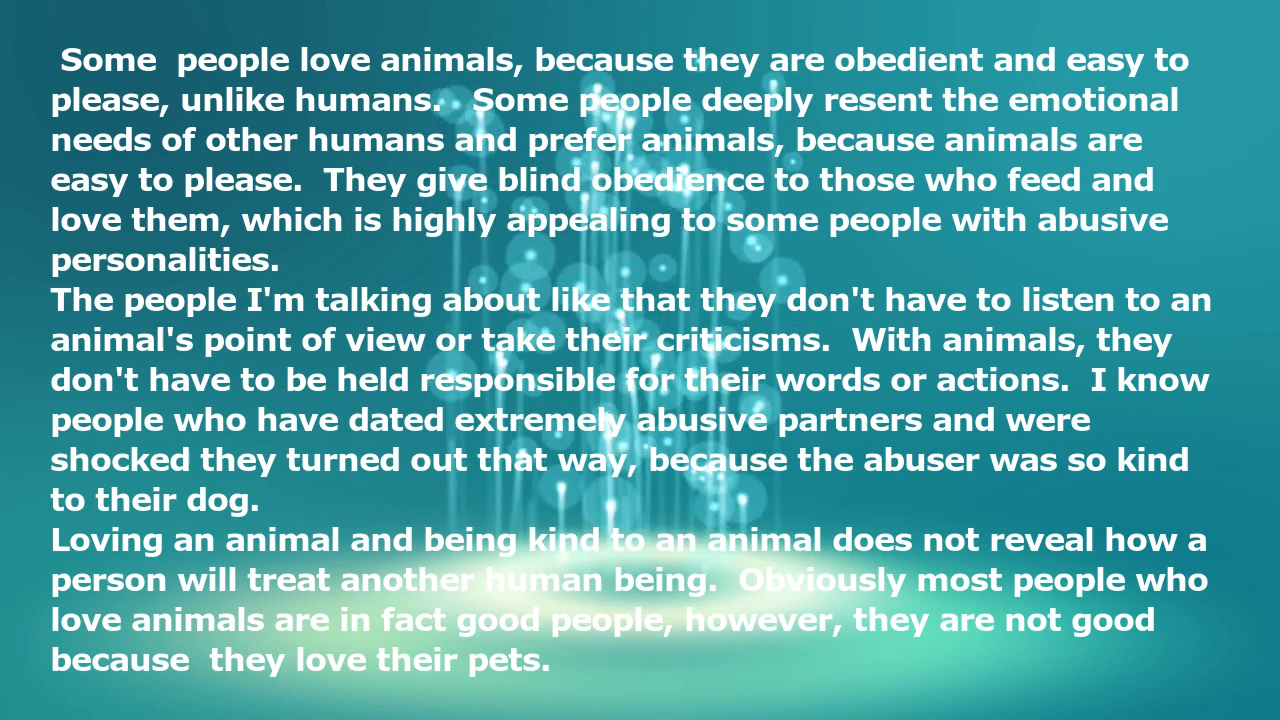 Some  people love animals, because they are obedient and easy to
please, unlike humans.   Some people deeply resent the emotional
needs of other humans and prefer animals, because animals are
easy to please.  They give blind obedience to those who feed and
love them, which is highly appealing to some people with abusive
personalities.
The people I'm talking about like that they don't have to listen to an
animal's point of view or take their criticisms.  With animals, they
don't have to be held responsible for their words or actions.  I know
people who have dated extremely abusive partners and were
shocked they turned out that way, because the abuser was so kind
to their dog.
Loving an animal and being kind to an animal does not reveal how a
person will treat another human being.  Obviously most people who
love animals are in fact good people, however, they are not good
because  they love their pets.